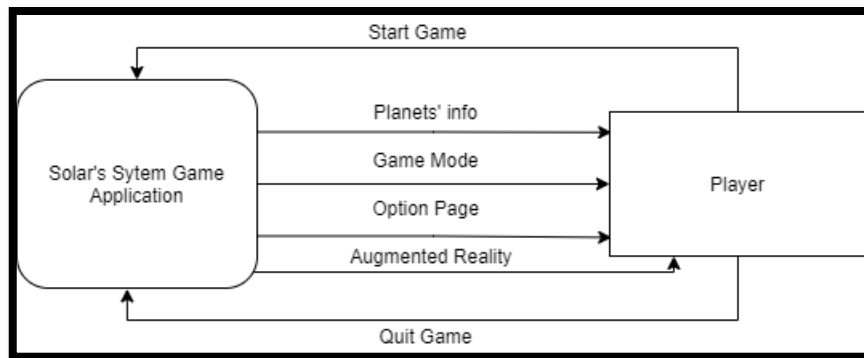 Start Game
Planets' info
Solar's Sytem Game
Application
Game Mode
Player
Option Page
Augmented Reality
Quit Game